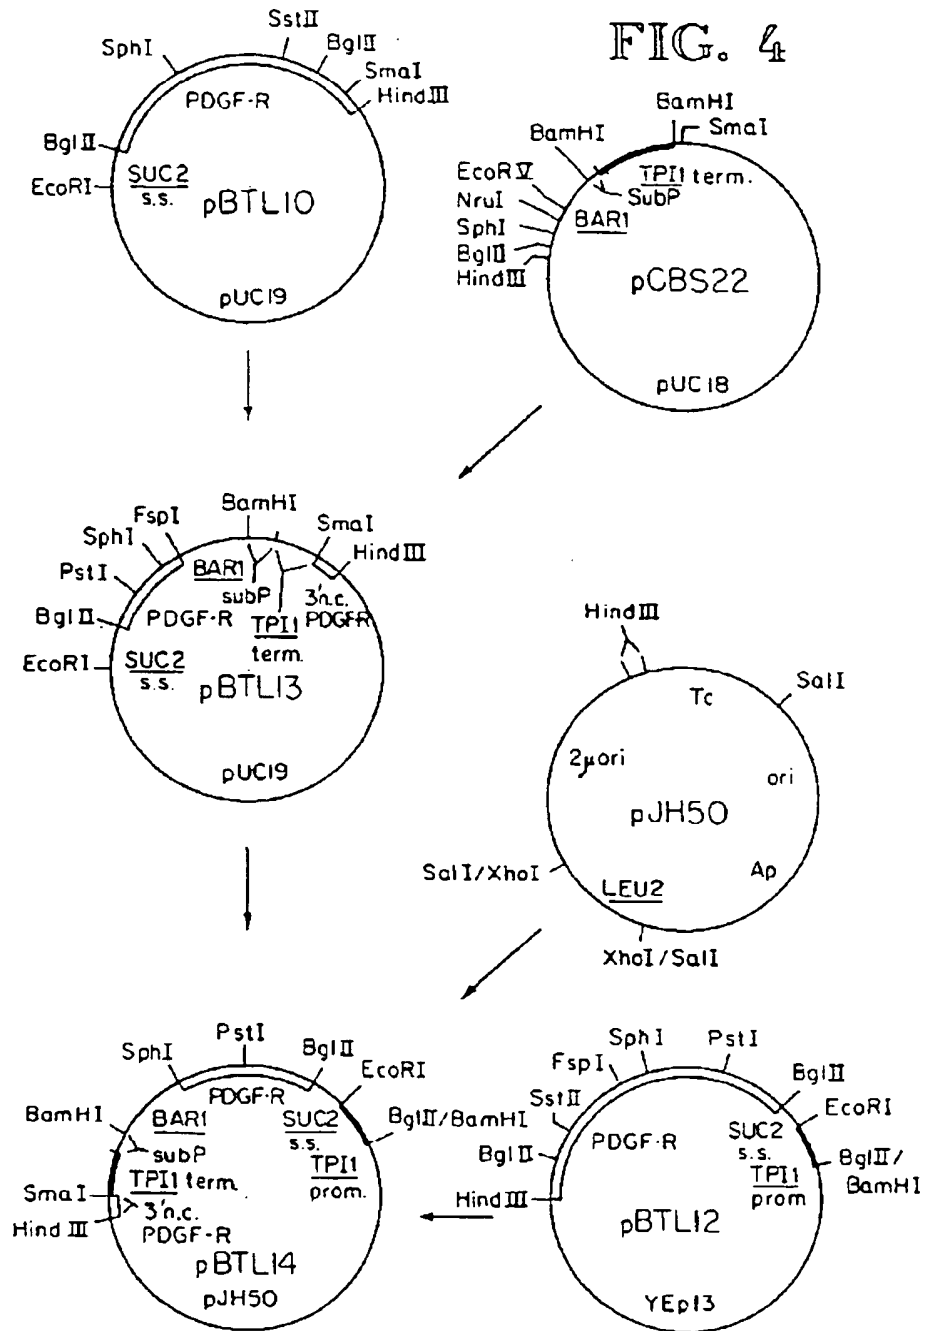 FIG. 4
SstII
BglII
SphI
SmaI
HindIII
PDGF-R
BglII
EcoRI
SUC2
s.s.
pBTL10
pUC19
BamHI
SmaI
BamHI
EcoRV
TPI1 term.
SubP
NruI
BAR1
SphI
BglII
HindIII
pCBS22
pUC18
BamHI
FspI
SmaI
SphI
HindIII
PstI
BAR1
subP
3'n.c.
BglII
PDGF-R
TPI1
PDGFR
term.
EcoRI
SUC2
s.s.
pBTL13
pUC19
HindIII
SalI
Tc
2μori
ori
pJH50
SalI/XhoI
Ap
LEU2
XhoI/SalI
PstI
SphI
BglII
EcoRI
PDGF-R
BamHI
BAR1
SUC2
s.s.
BglII/BamHI
subP
TPI1
prom.
SmaI
TPI1 term.
3'n.c.
HindIII
PDGF-R
pBTL14
pJH50
SphI
PstI
FspI
BglII
SstII
EcoRI
PDGF-R
SUC2
s.s.
BglII
BglII/
BamHI
TPI1
prom
HindIII
pBTL12
YEp13